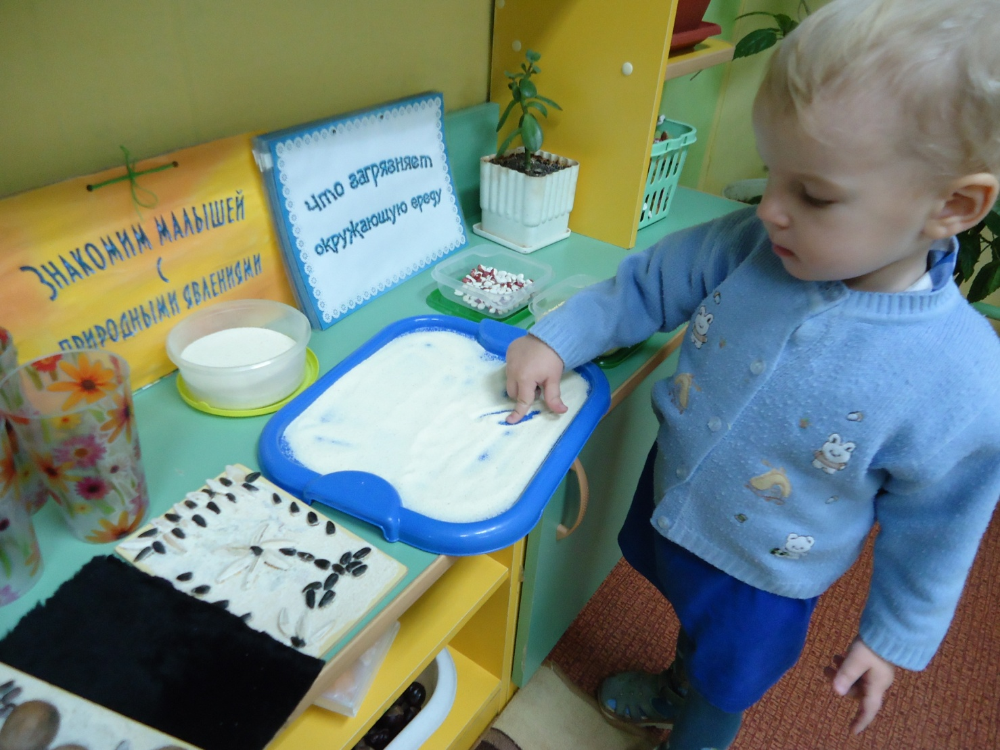 Знакомим малышей
с
природными явлениями
Что загрязняет
окружающую среду